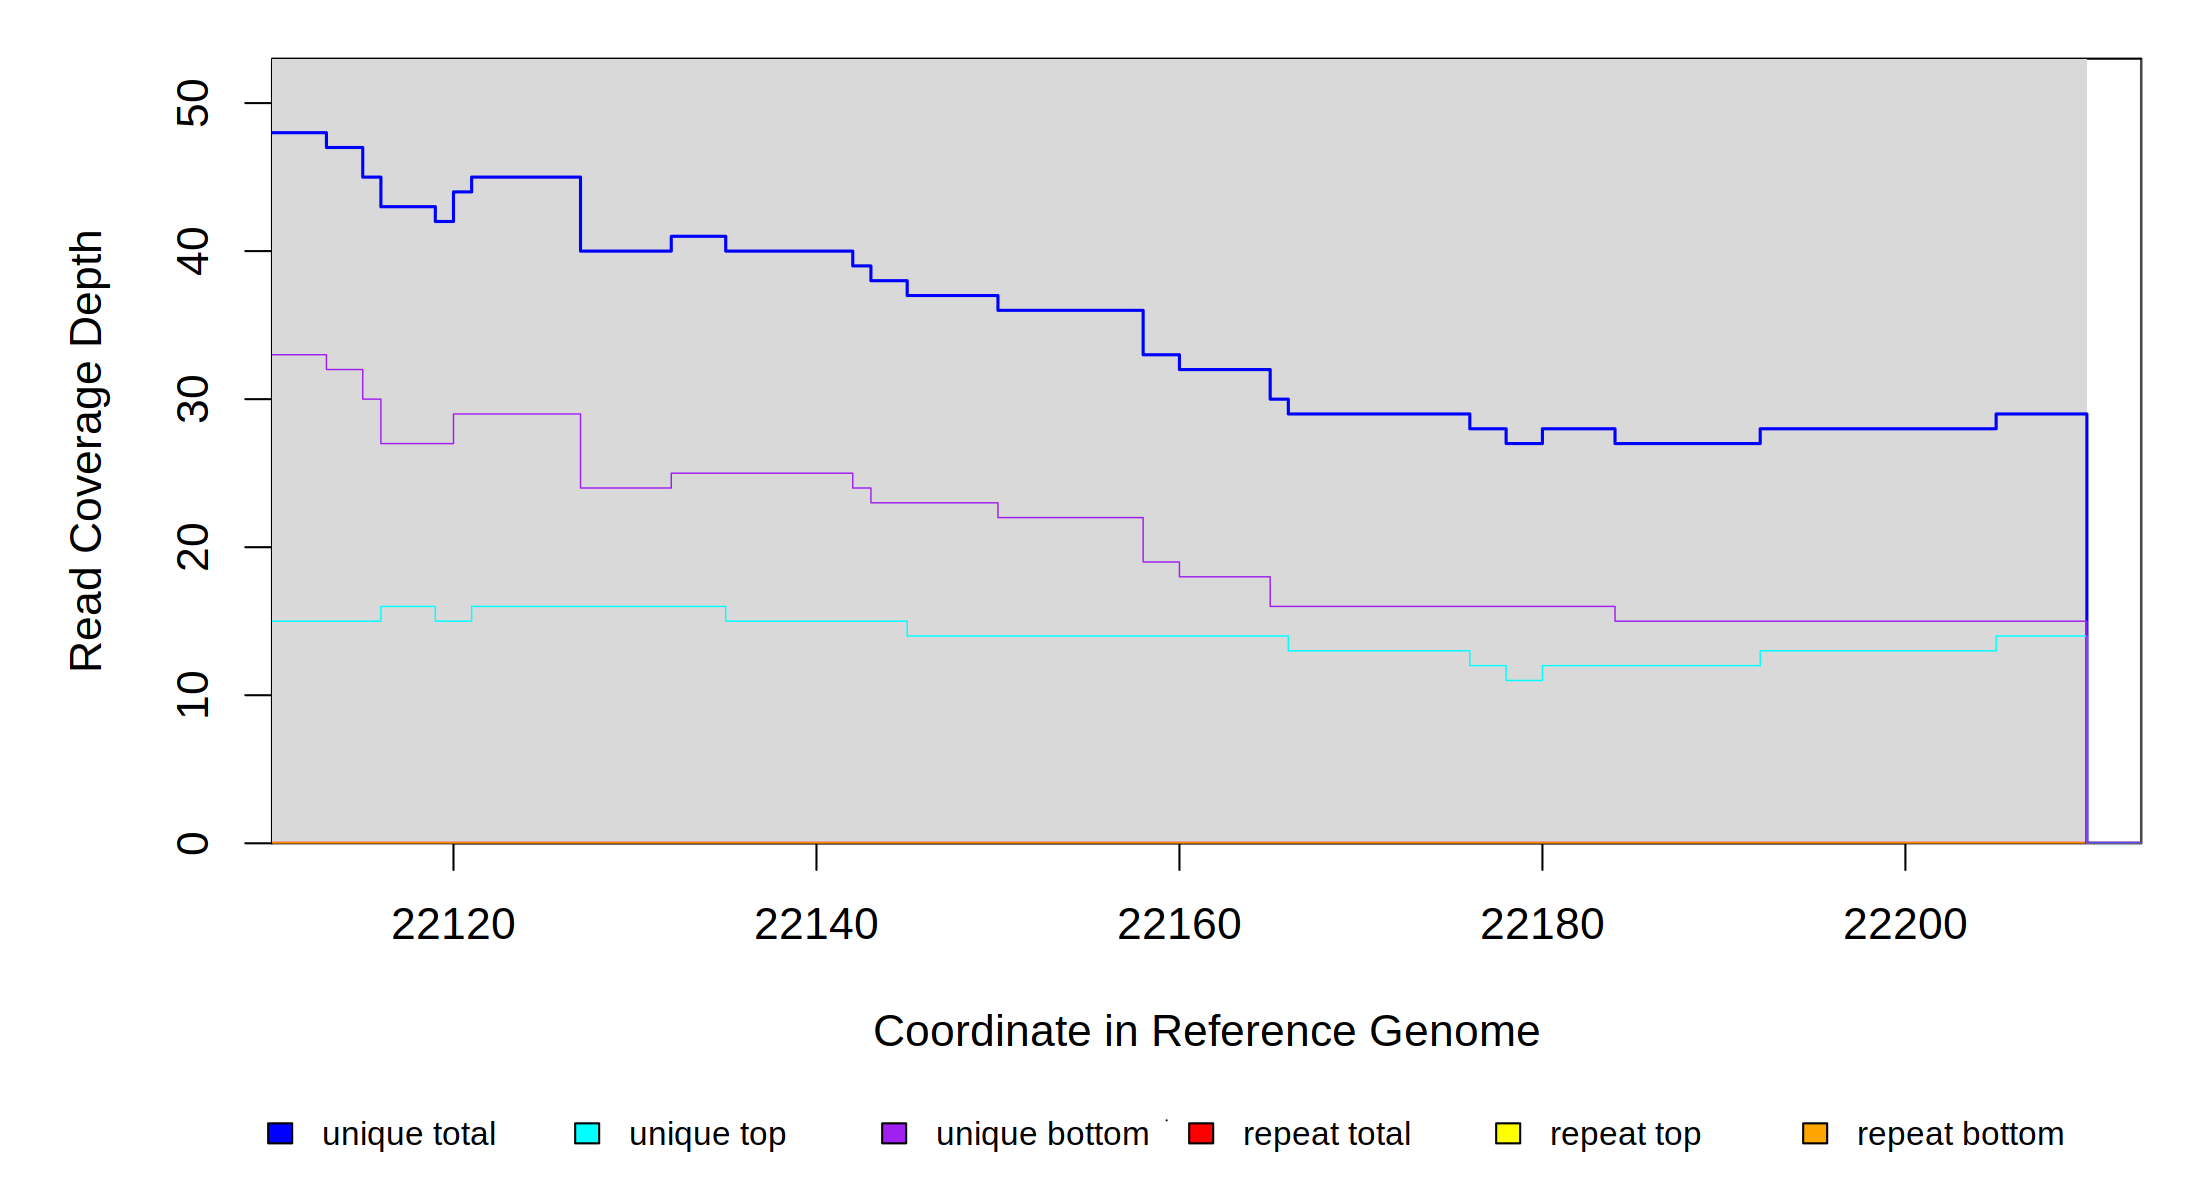 Read Coverage Depth
50
40
30
20
10
0
22120 22140 22160 22180 22200
Coordinate in Reference Genome
unique total unique top unique bottom repeat total repeat top repeat bottom